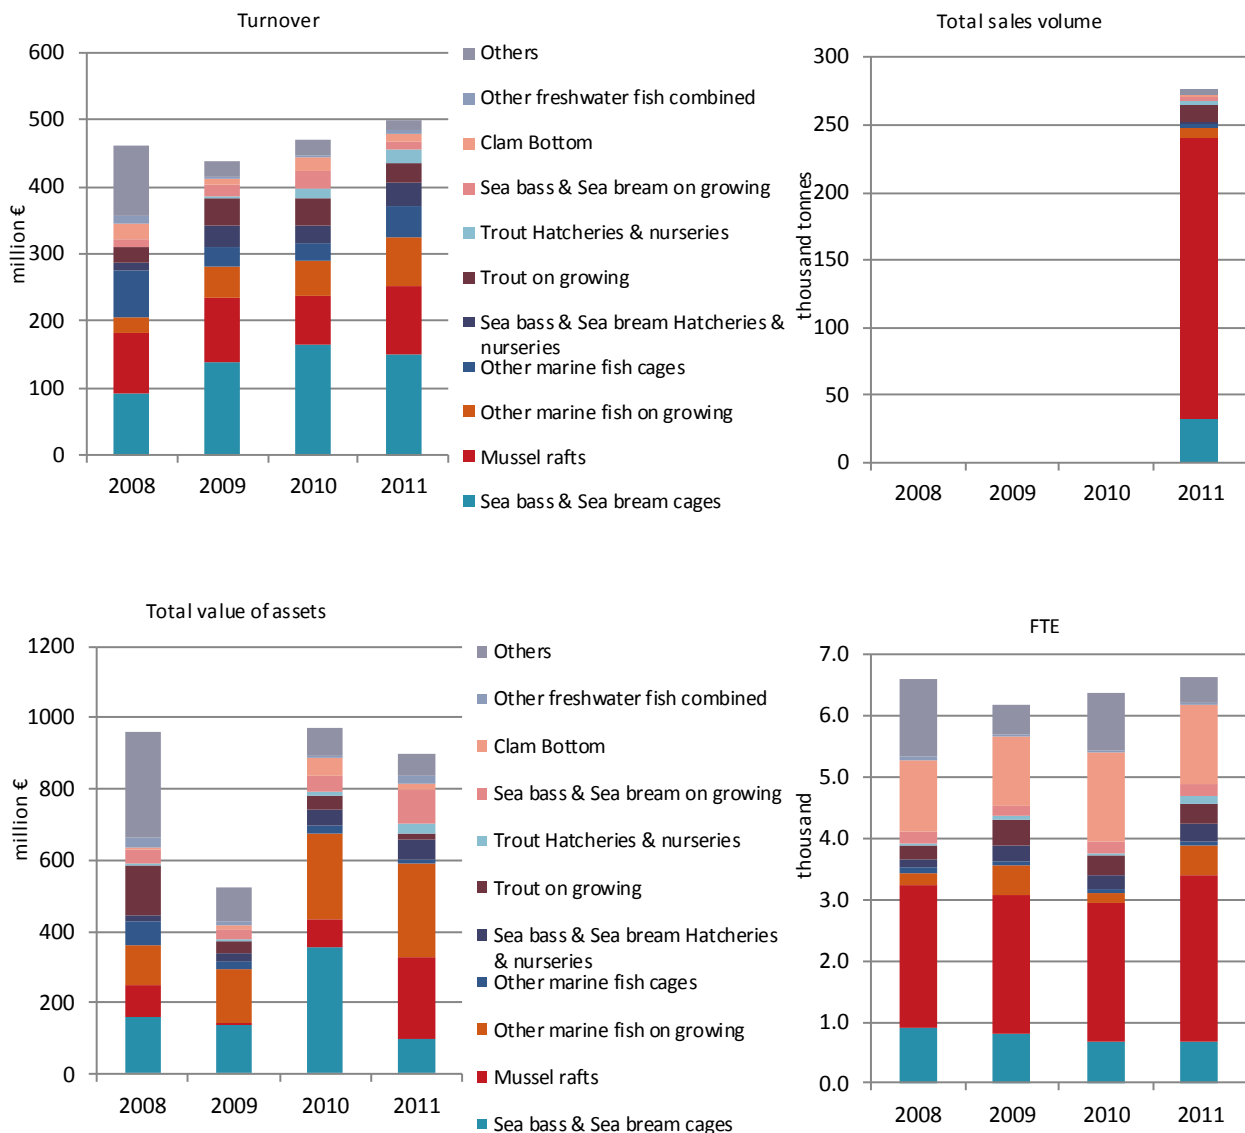 Turnover
600
500
400
300
200
100
0
million €
2008 2009 2010 2011
Others
Other freshwater fish combined
Clam Bottom
Sea bass & Sea bream on growing
Trout Hatcheries & nurseries
Trout on growing
Sea bass & Sea bream Hatcheries &
nurseries
Other marine fish cages
Other marine fish on growing
Mussel rafts
Sea bass & Sea bream cages
Total sales volume
300
250
200
150
100
50
0
thousand tonnes
2008 2009 2010 2011
Total value of assets
1200
1000
800
600
400
200
0
million €
2008 2009 2010 2011
Others
Other freshwater fish combined
Clam Bottom
Sea bass & Sea bream on growing
Trout Hatcheries & nurseries
Trout on growing
Sea bass & Sea bream Hatcheries
& nurseries
Other marine fish cages
Other marine fish on growing
Mussel rafts
Sea bass & Sea bream cages
FTE
7.0
6.0
5.0
4.0
3.0
2.0
1.0
0.0
thousand
2008 2009 2010 2011